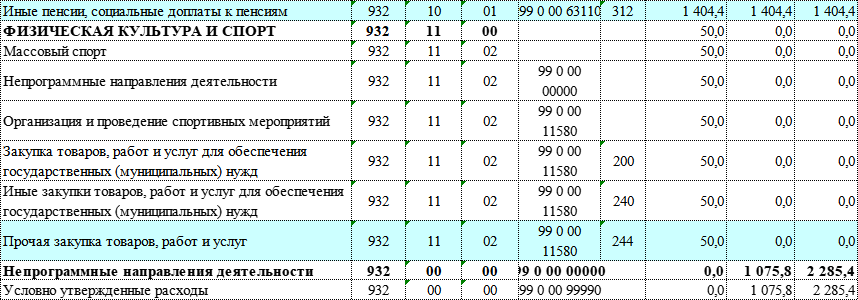 Иные пенсии, социальные доплаты к пенсиям 932 10 01 99 0 00 63110 312 1 404,4 1 404,4 1 404,4
ФИЗИЧЕСКАЯ КУЛЬТУРА И СПОРТ 932 11 00 50,0 0,0 0,0
Массовый спорт 932 11 02 50,0 0,0 0,0
Непрограммные направления деятельности 932 11 02 99 0 00 50,0 0,0 0,0
00000
Организация и проведение спортивных мероприятий 932 11 02 99 0 00 50,0 0,0 0,0
11580
Закупка товаров, работ и услуг для обеспечения 932 11 02 99 0 00 200 50,0 0,0 0,0
государственных (муниципальных) нужд 11580
Иные закупки товаров, работ и услуг для обеспечения 932 11 02 99 0 00 240 50,0 0,0 0,0
государственных (муниципальных) нужд 11580
Прочая закупка товаров, работ и услуг 932 11 02 99 0 00 244 50,0 0,0 0,0
11580
Непрограммные направления деятельности 932 00 00 99 0 00 00000 0,0 1 075,8 2 285,4
Условно утвержденные расходы 932 00 00 99 0 00 99990 0,0 1 075,8 2 285,4